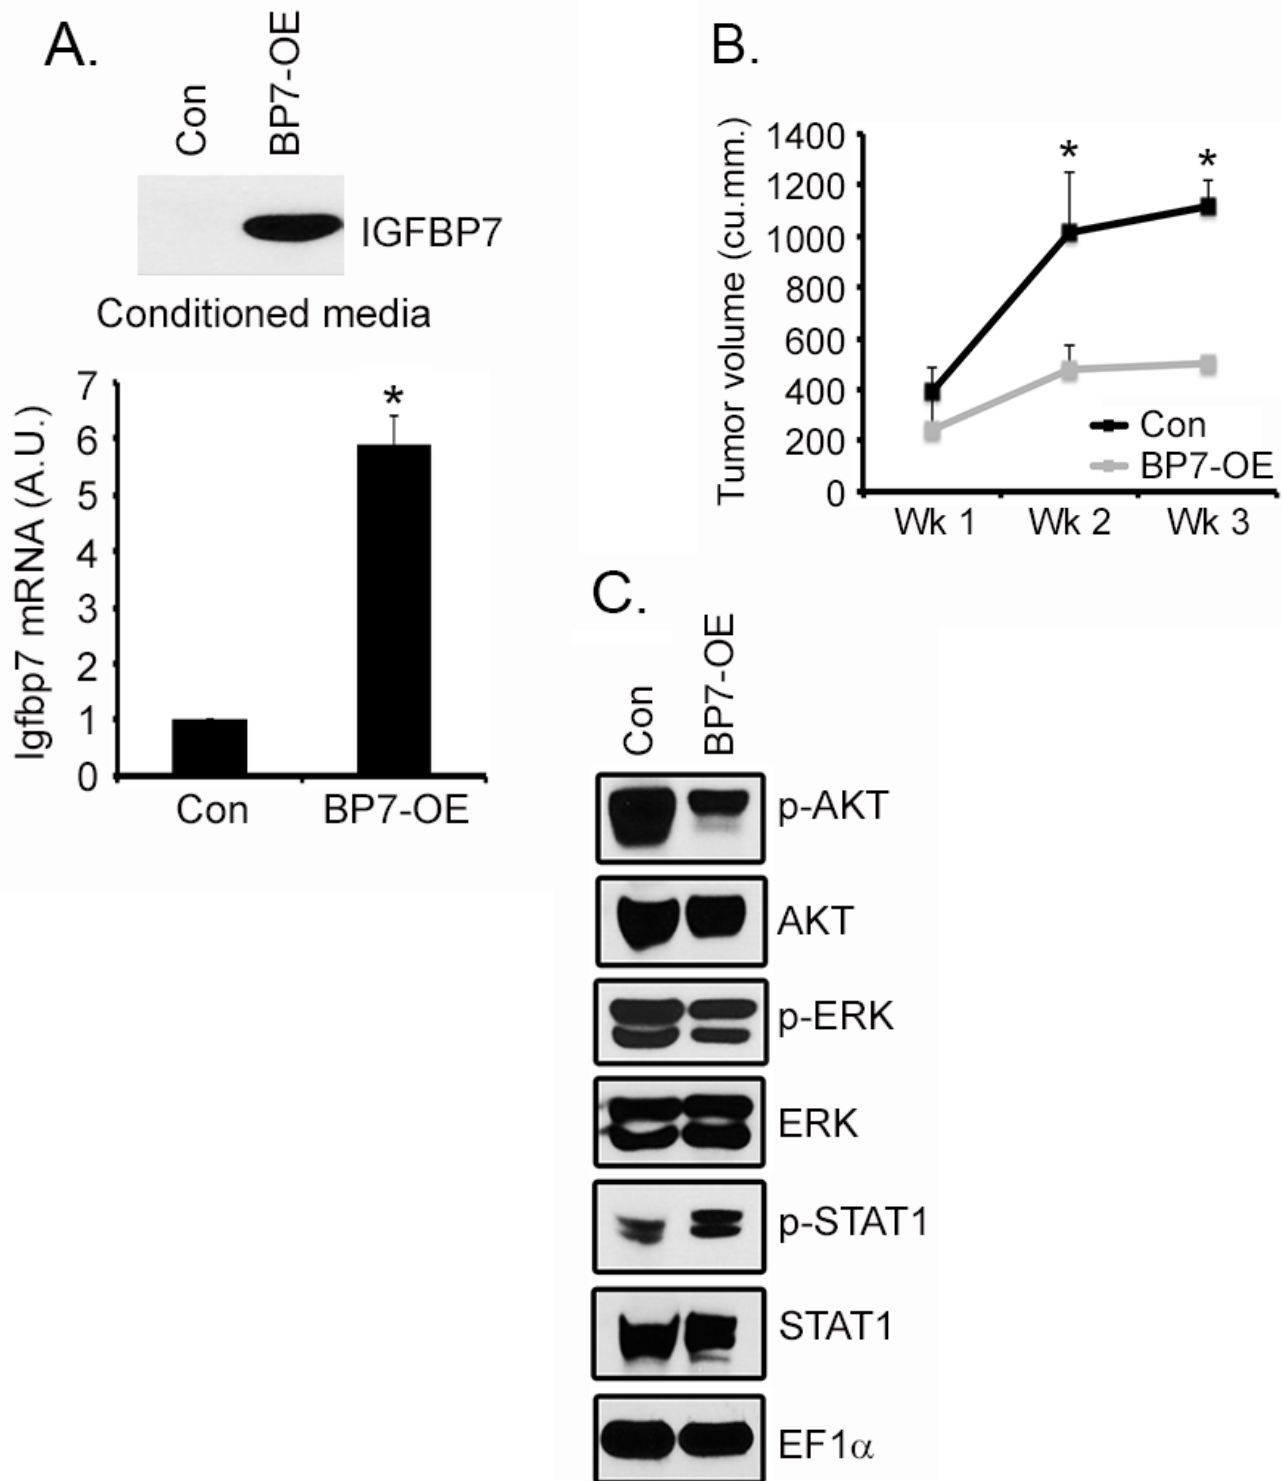 A.
Con
BP7-OE
IGFBP7
Conditioned media
Igfbp7 mRNA (A.U.)
7
6
5
4
3
2
1
0
*
Con
BP7-OE
B.
Tumor volume (cu.mm.)
1400
1200
1000
800
600
400
200
0
*
*
Con
BP7-OE
Wk 1
Wk 2
Wk 3
C.
Con
BP7-OE
p-AKT
AKT
p-ERK
ERK
p-STAT1
STAT1
EF1α